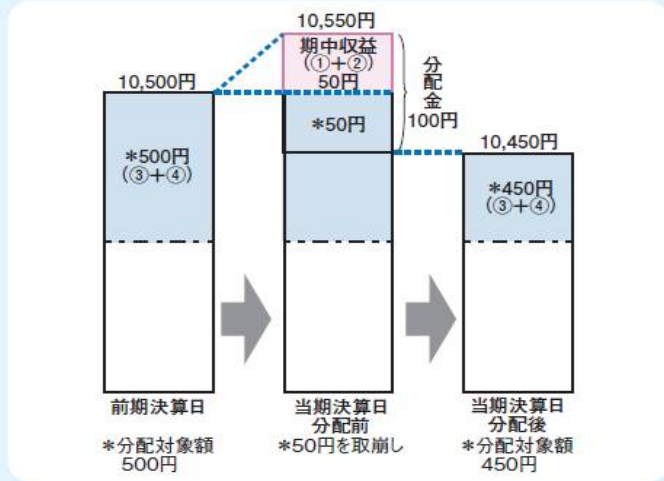 10,550円
期中収益
(①+②)
50円
分配金
100円
10,500円
*50円
10,450円
*500円
(③+④)
*450円
(③+④)
前期決算日
当期決算日
分配前
当期決算日
分配後
*分配対象額
500円
*50円を取崩し
*分配対象額
450円